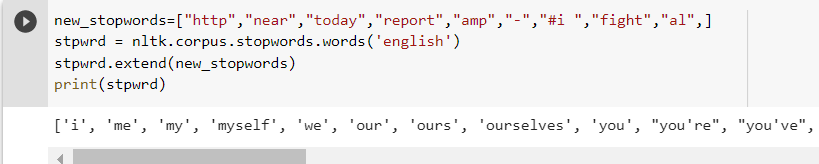 new_stopwords=["http","near","today","report","amp","-","#i ","fight","al",]
stpwrd = nltk.corpus.stopwords.words('english')
stpwrd.extend(new_stopwords)
print(stpwrd)
['i', 'me', 'my', 'myself', 'we', 'our', 'ours', 'ourselves', 'you', "you're", "you've",